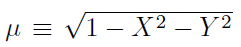 μ ≡ √1 − X² − Y²